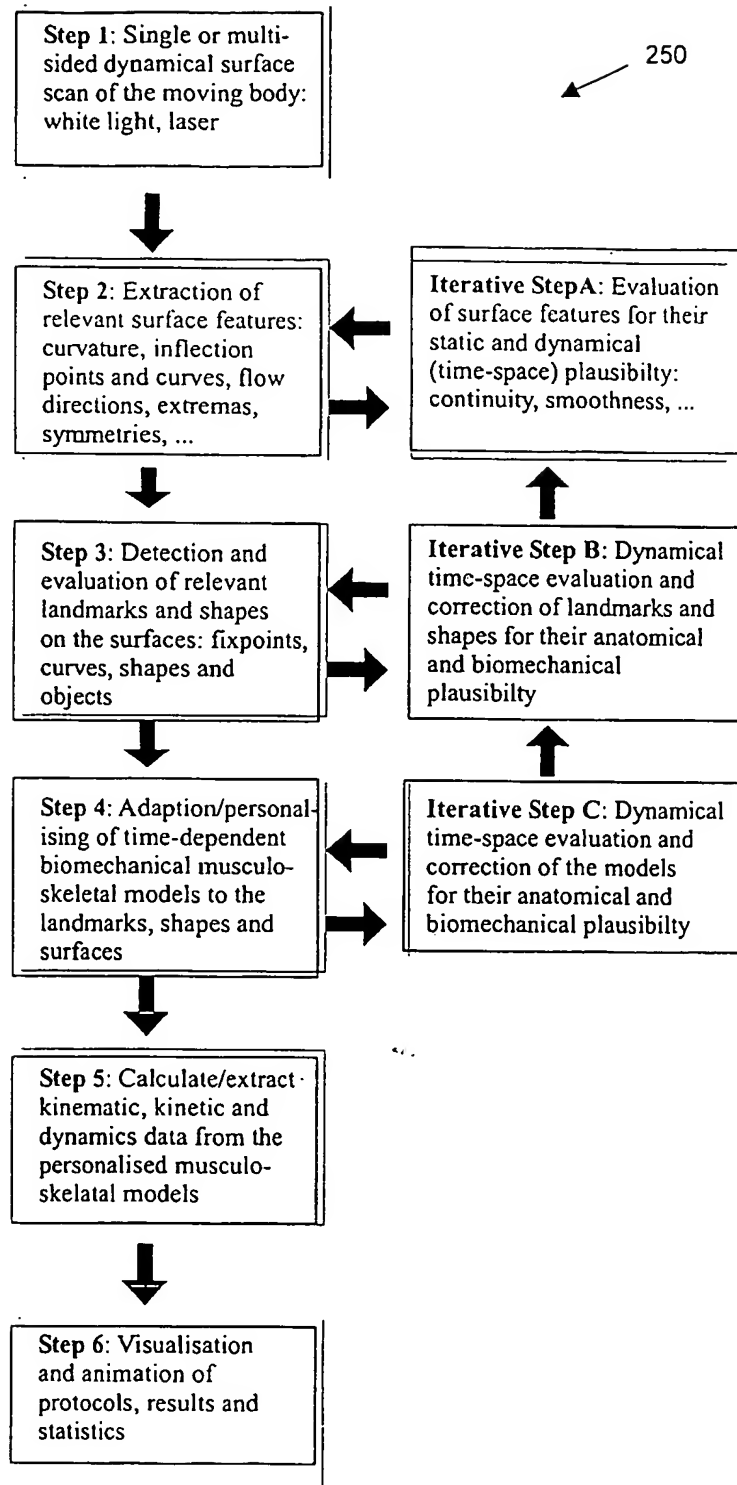 Step 1: Single or multi-
sided dynamical surface
scan of the moving body:
white light, laser
250
Step 2: Extraction of
relevant surface features:
curvature, inflection
points and curves, flow
directions, extremas,
symmetries, ...
Iterative StepA: Evaluation
of surface features for their
static and dynamical
(time-space) plausibilty:
continuity, smoothness, ...
Step 3: Detection and
evaluation of relevant
landmarks and shapes
on the surfaces: fixpoints,
curves, shapes and
objects
Iterative Step B: Dynamical
time-space evaluation and
correction of landmarks and
shapes for their anatomical
and biomechanical
plausibilty
Step 4: Adaption/personal-
ising of time-dependent
biomechanical musculo-
skeletal models to the
landmarks, shapes and
surfaces
Iterative Step C: Dynamical
time-space evaluation and
correction of the models
for their anatomical and
biomechanical plausibilty
Step 5: Calculate/extract
kinematic, kinetic and
dynamics data from the
personalised musculo-
skelatal models
Step 6: Visualisation
and animation of
protocols, results and
statistics